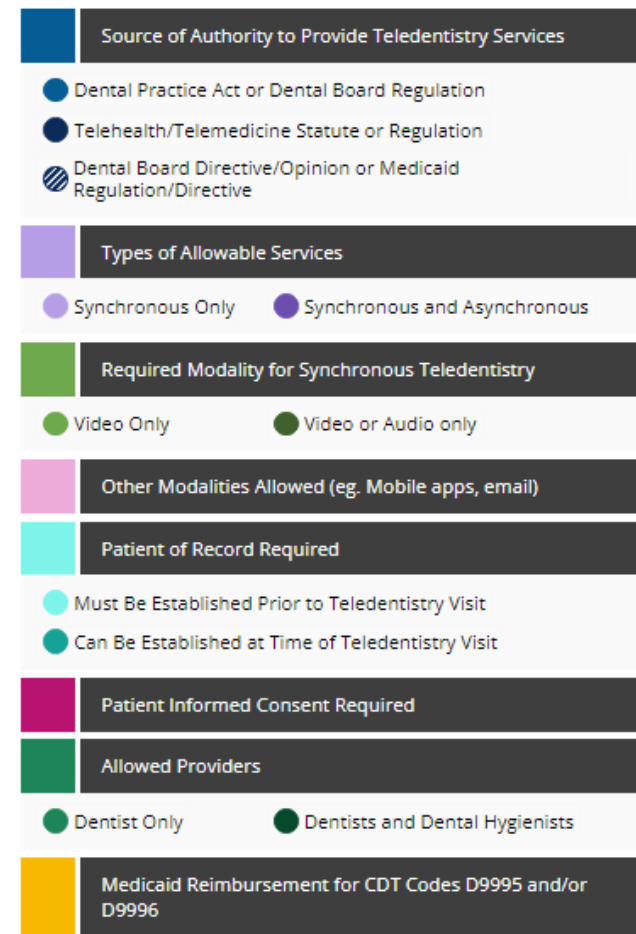 Source of Authority to Provide Teledentistry Services
Dental Practice Act or Dental Board Regulation
Telehealth/Telemedicine Statute or Regulation
Dental Board Directive/Opinion or Medicaid
Regulation/Directive
Types of Allowable Services
Synchronous Only Synchronous and Asynchronous
Required Modality for Synchronous Teledentistry
Video Only Video or Audio only
Other Modalities Allowed (eg. Mobile apps, email)
Patient of Record Required
Must Be Established Prior to Teledentistry Visit
Can Be Established at Time of Teledentistry Visit
Patient Informed Consent Required
Allowed Providers
Dentist Only Dentists and Dental Hygienists
Medicaid Reimbursement for CDT Codes D9995 and/or
D9996